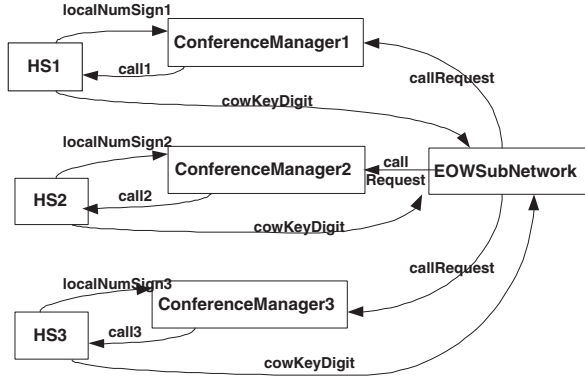 localNumSign1
ConferenceManager1
HS1
call1
callRequest
cowKeyDigit
localNumSign2
ConferenceManager2
call
Request
EOWSubNetwork
HS2
call2
cowKeyDigit
callRequest
localNumSign3
ConferenceManager3
HS3
call3
cowKeyDigit